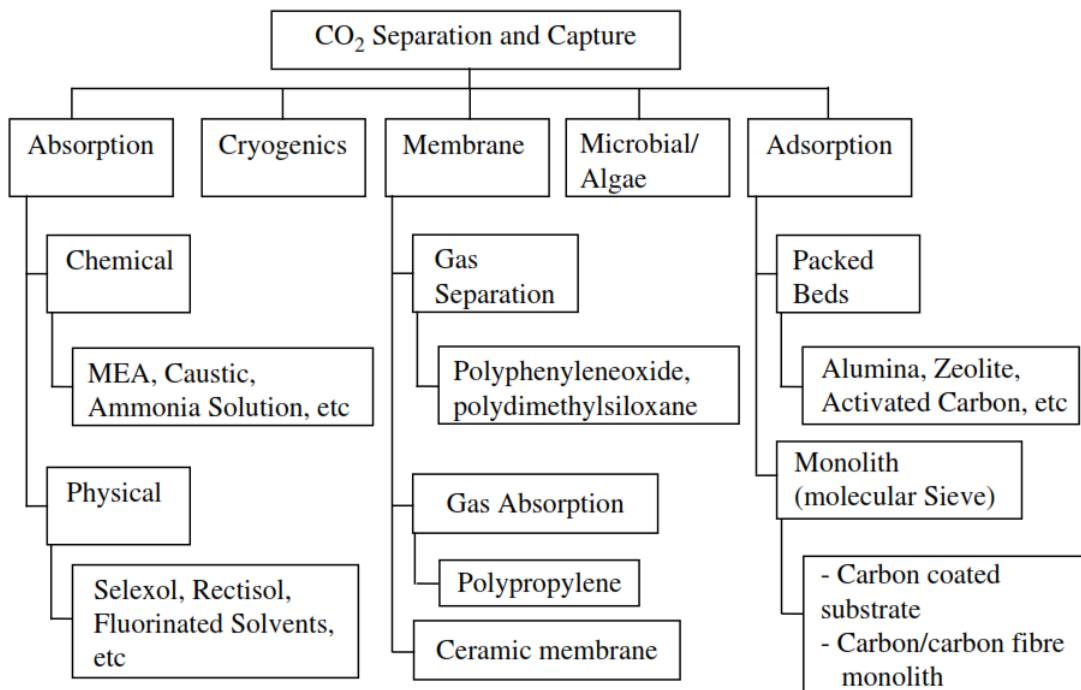 CO₂ Separation and Capture
Absorption
Cryogenics
Membrane
Microbial/
Algae
Adsorption
Chemical
MEA, Caustic,
Ammonia Solution, etc
Physical
Selexol, Rectisol,
Fluorinated Solvents,
etc
Gas
Separation
Polyphenyleneoxide,
polydimethylsiloxane
Gas Absorption
Polypropylene
Ceramic membrane
Packed
Beds
Alumina, Zeolite,
Activated Carbon, etc
Monolith
(molecular Sieve)
- Carbon coated
substrate
- Carbon/carbon fibre
monolith